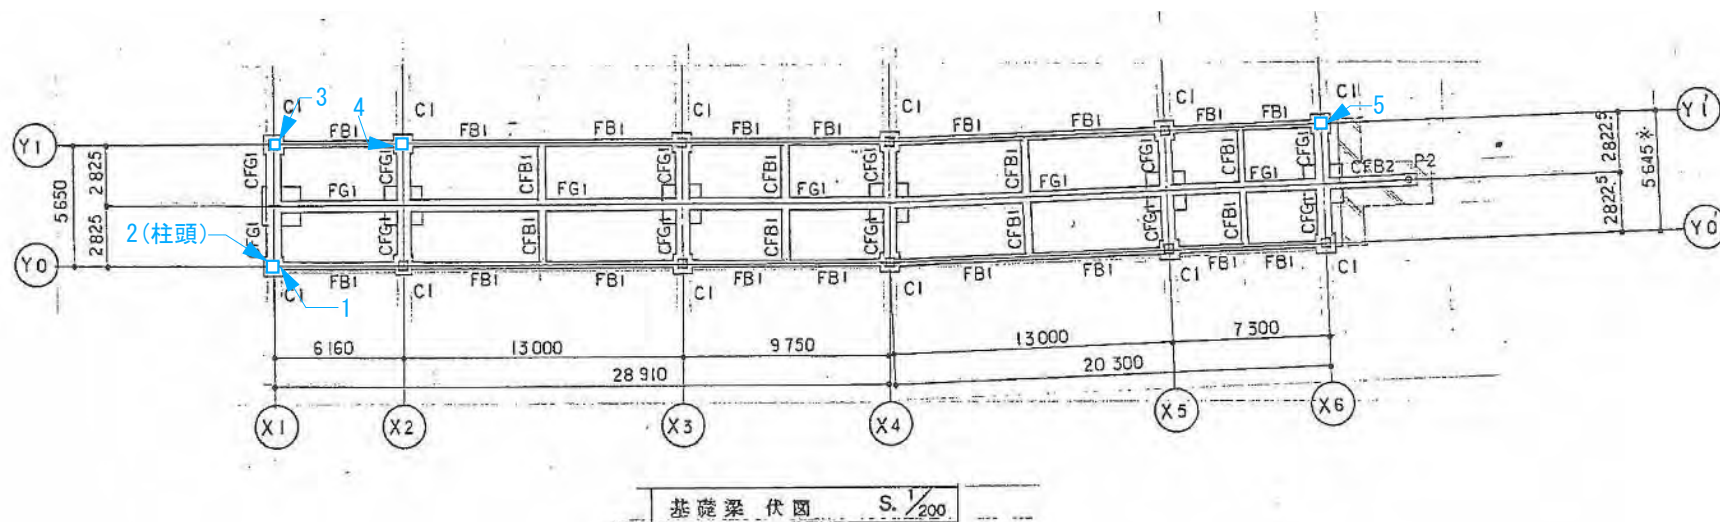 C1 3
4
C1
C1
C1
C1
C1
5
Y1
Y1'
FB1
FB1
FB1
FB1
FB1
FB1
FB1
FB1
FB1
5650
2825
2825
CFG1
CFG1
CFB1
CFG1
CFB1
CFG1
CFB1
CFG1
CFB1
CFG1
CFB2
P2
2822.5
2822.5
5645※
FG1
FG1
FG1
FG1
FG1
2(柱頭)
CFG1
CFG1
CFB1
CFG1
CFB1
CFG1
CFB1
CFG1
CFB1
CFG1
Y0
Y0'
FB1
FB1
FB1
FB1
FB1
FB1
FB1
FB1
FB1
C1
1
C1
C1
C1
C1
C1
6160
13000
9750
13000
7300
28910
20300
X1
X2
X3
X4
X5
X6
基礎梁 伏図 S. 1/200